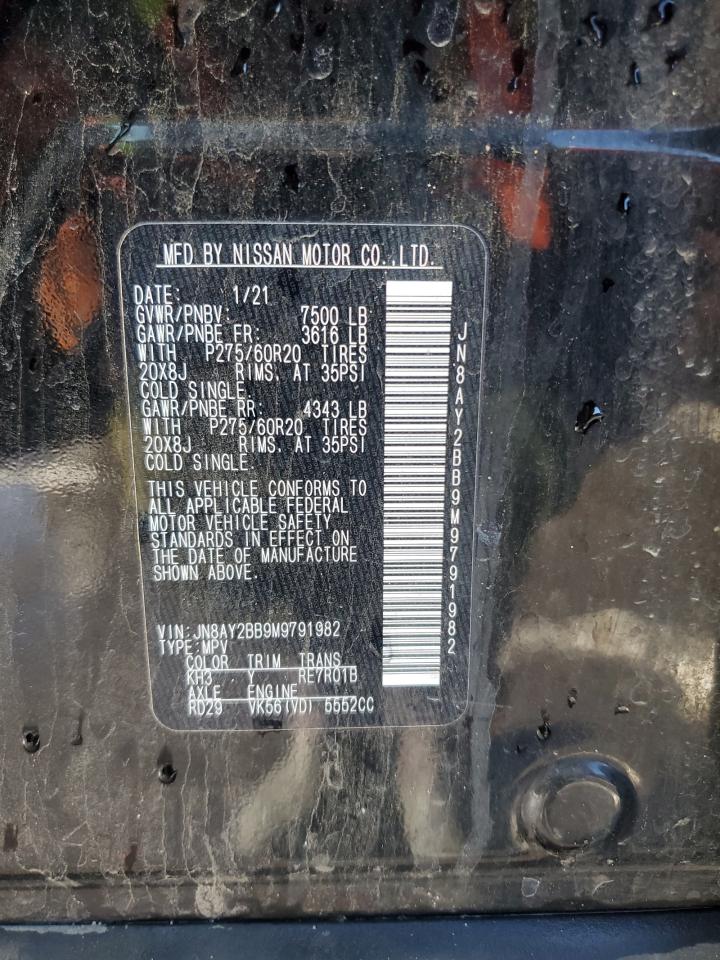 MFD BY NISSAN MOTOR CO.,LTD.
DATE: 1/21
GVWR/PNBV: 7500 LB
GAWR/PNBE FR: 3616 LB
WITH P275/60R20 TIRES
20X8J RIMS. AT 35PSI
COLD SINGLE.
GAWR/PNBE RR: 4343 LB
WITH P275/60R20 TIRES
20X8J RIMS. AT 35PSI
COLD SINGLE.
THIS VEHICLE CONFORMS TO
ALL APPLICABLE FEDERAL
MOTOR VEHICLE SAFETY
STANDARDS IN EFFECT ON
THE DATE OF MANUFACTURE
SHOWN ABOVE.
VIN:JN8AY2BB9M9791982
TYPE:MPV
COLOR TRIM TRANS
KH3 Y RE7R01B
AXLE ENGINE
RD29 VK56(VD) 5552CC
JN8AY2BB9M9791982